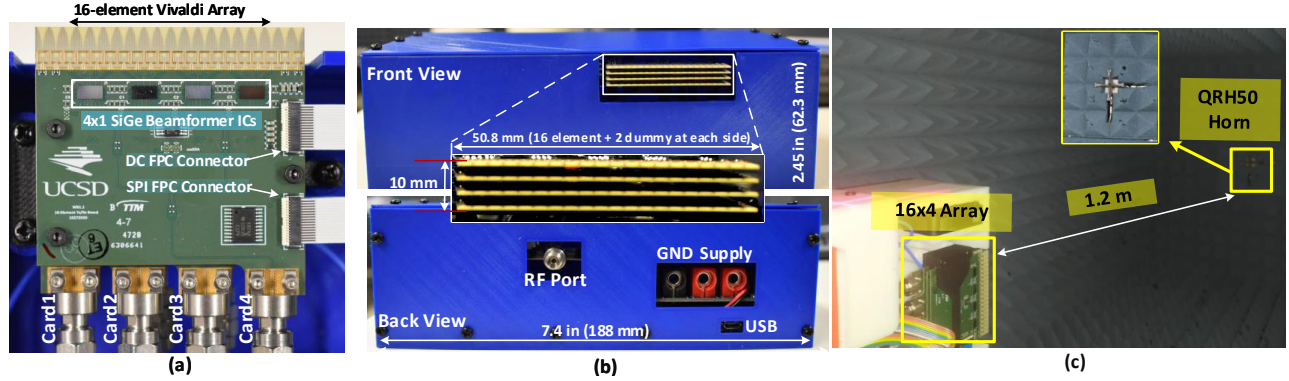 16-element Vivaldi Array
4x1 SiGe Beamformer ICs
DC FPC Connector
UCSD
SPI FPC Connector
TTM
4-7
4720
6306641
Card1
Card2
Card3
Card4
(a)
Front View
50.8 mm (16 element + 2 dummy at each side)
10 mm
2.45 in (62.3 mm)
RF Port
GND Supply
USB
Back View
7.4 in (188 mm)
(b)
QRH50
Horn
1.2 m
16x4 Array
(c)